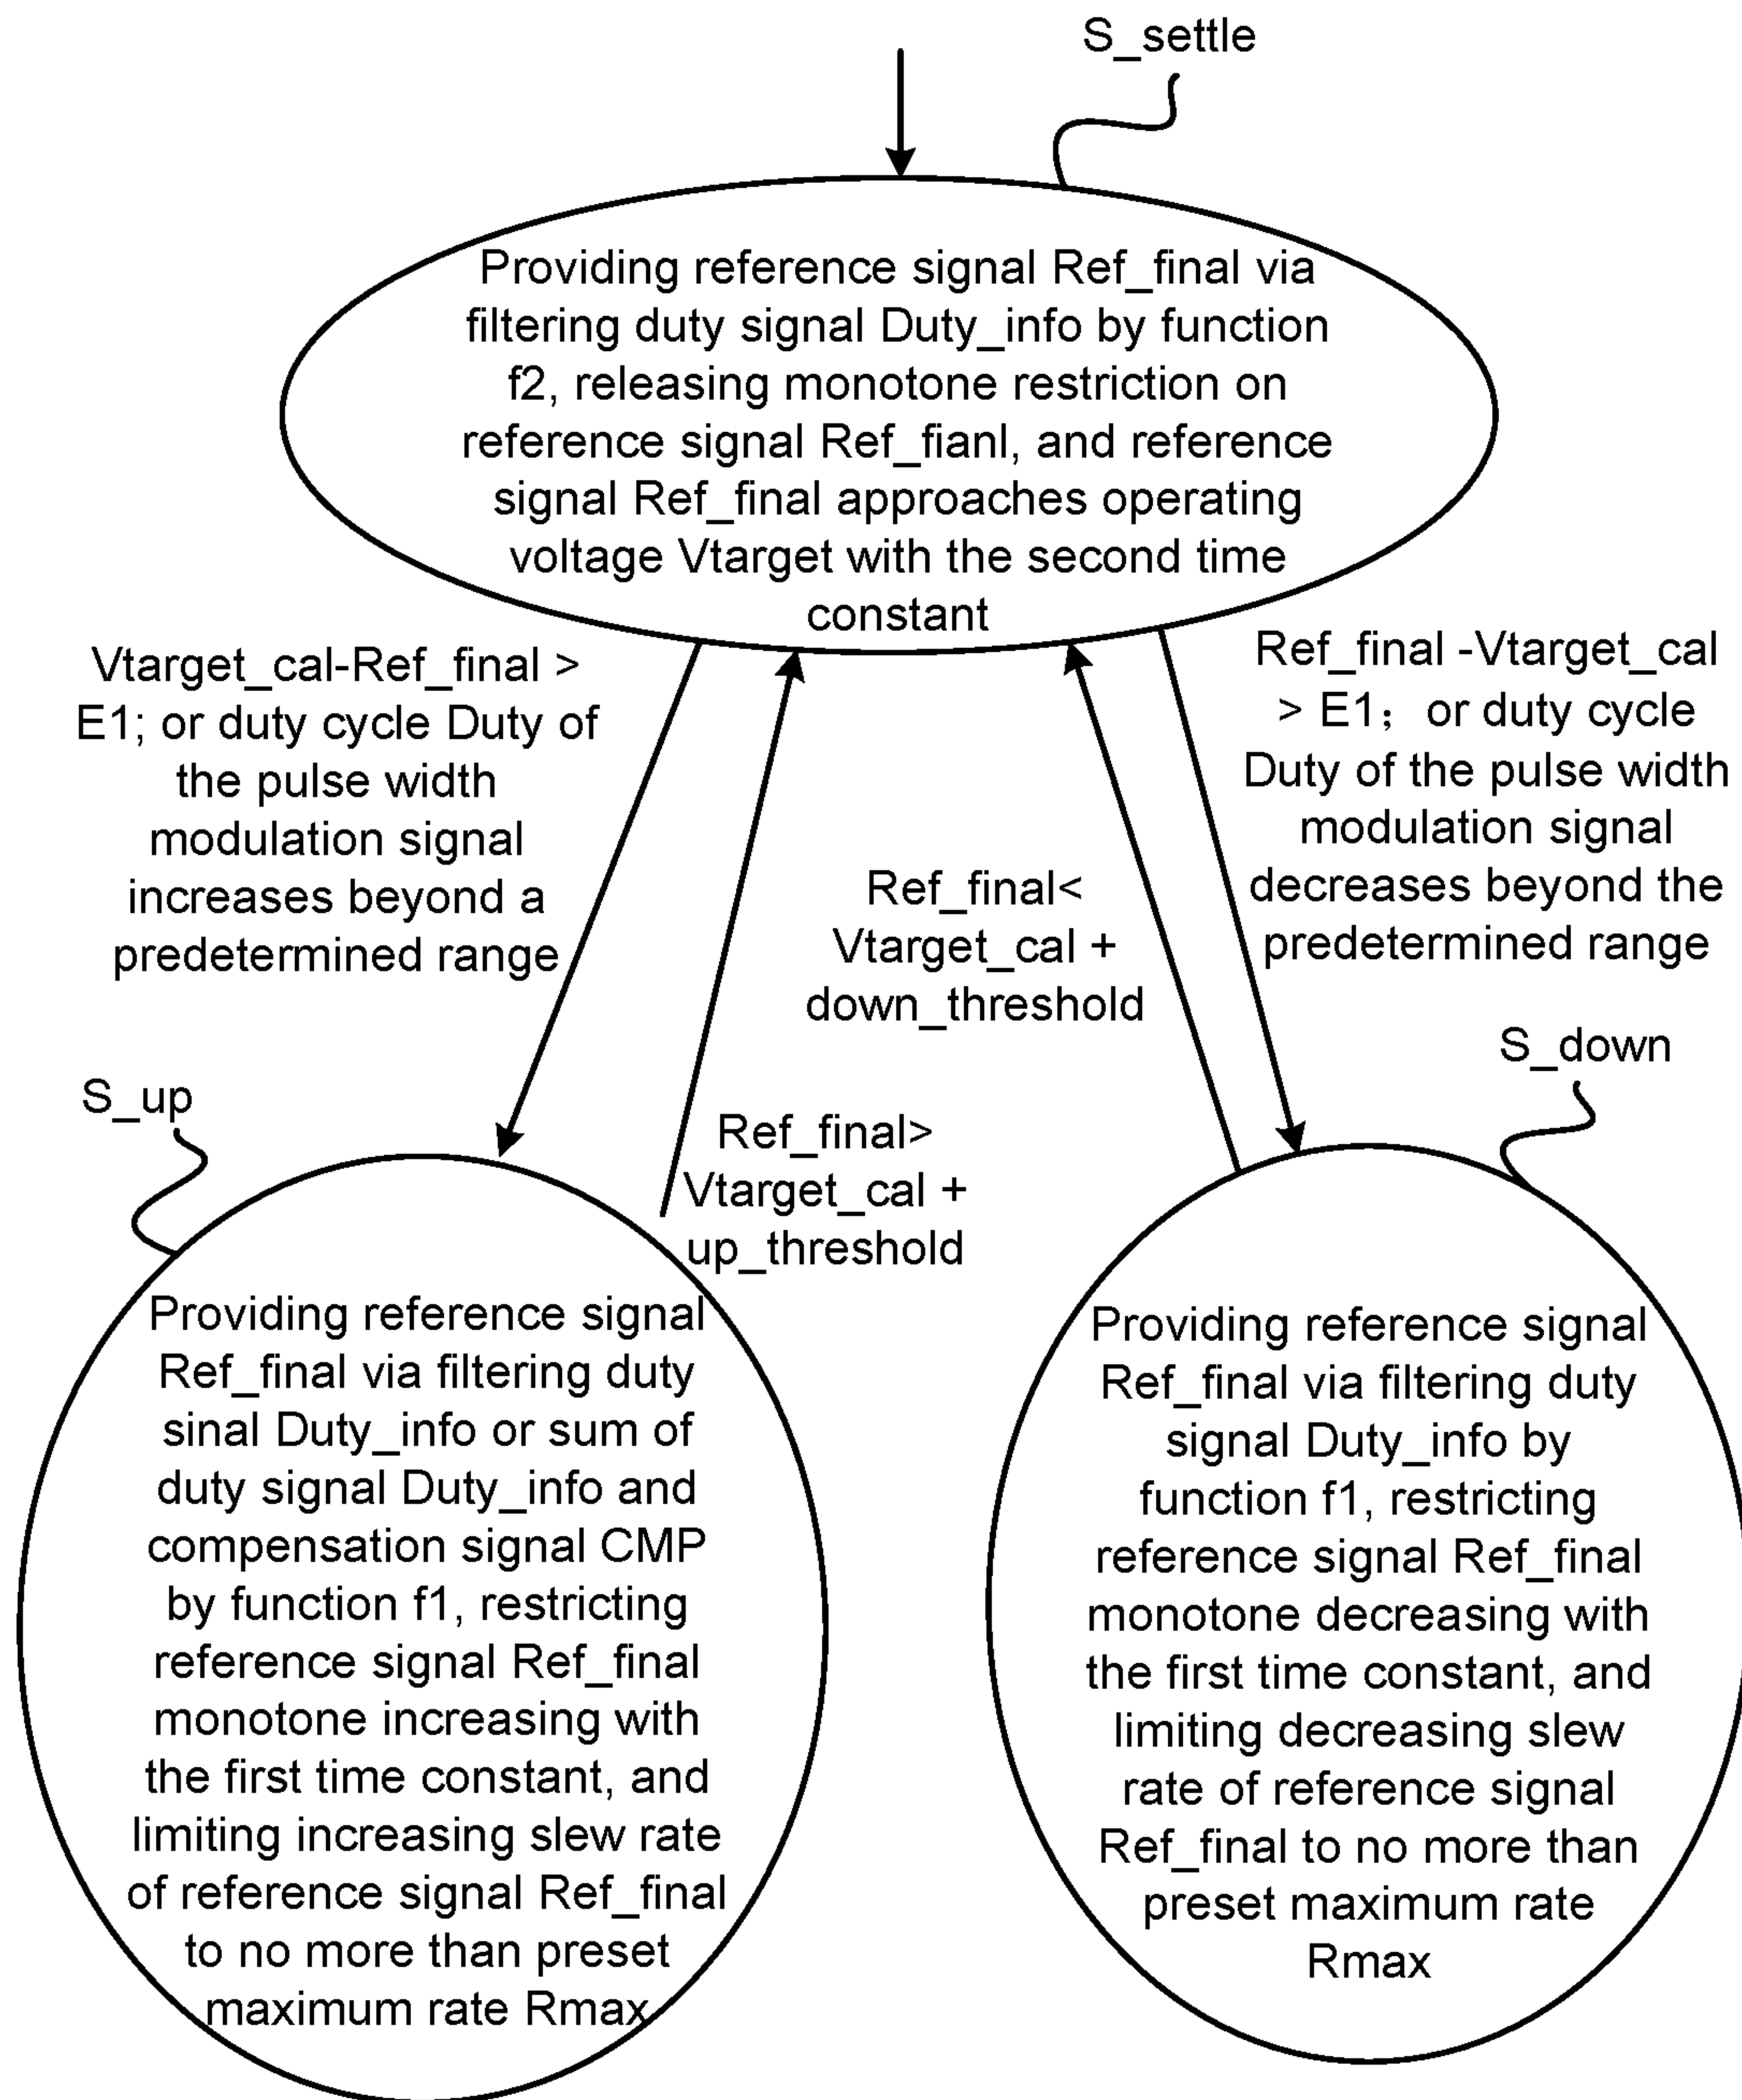 S_settle
Providing reference signal Ref_final via
filtering duty signal Duty_info by function
f2, releasing monotone restriction on
reference signal Ref_fianl, and reference
signal Ref_final approaches operating
voltage Vtarget with the second time
constant
Vtarget_cal-Ref_final >
E1; or duty cycle Duty of
the pulse width
modulation signal
increases beyond a
predetermined range
Ref_final -Vtarget_cal
> E1； or duty cycle
Duty of the pulse width
modulation signal
decreases beyond the
predetermined range
Ref_final<
Vtarget_cal +
down_threshold
Ref_final>
Vtarget_cal +
up_threshold
S_up
S_down
Providing reference signal
Ref_final via filtering duty
sinal Duty_info or sum of
duty signal Duty_info and
compensation signal CMP
by function f1, restricting
reference signal Ref_final
monotone increasing with
the first time constant, and
limiting increasing slew rate
of reference signal Ref_final
to no more than preset
maximum rate Rmax
Providing reference signal
Ref_final via filtering duty
signal Duty_info by
function f1, restricting
reference signal Ref_final
monotone decreasing with
the first time constant, and
limiting decreasing slew
rate of reference signal
Ref_final to no more than
preset maximum rate
Rmax